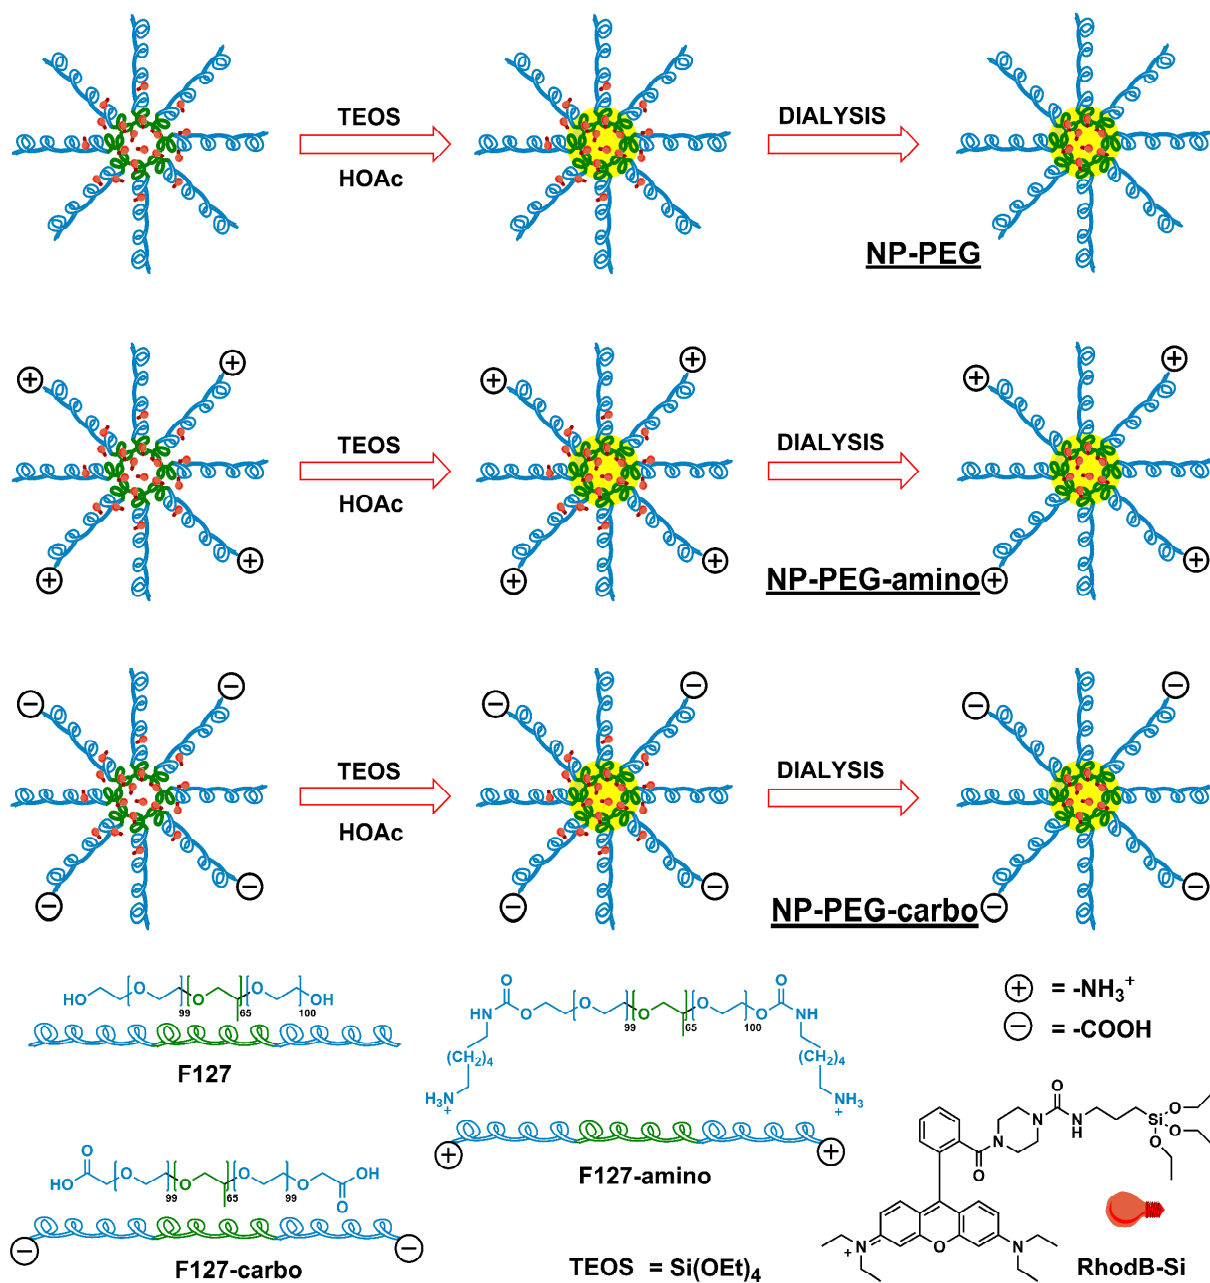 TEOS
HOAc
DIALYSIS
NP-PEG
+ + + + + +
TEOS
HOAc
DIALYSIS
+ + + + + +
NP-PEG-amino
− − − − − −
TEOS
HOAc
DIALYSIS
− − − − − −
NP-PEG-carbo
HO O 99 O 65 O 100 OH
F127
O NH O O 99 O 65 O 100 O O NH
(CH2)4 (CH2)4
H3N + NH3 +
+ +
F127-amino
+ = -NH3+
− = -COOH
O HO O 99 O 65 O 99 OH O
− −
F127-carbo
TEOS = Si(OEt)4
O N N O N H Si O O O
N + O N
RhodB-Si